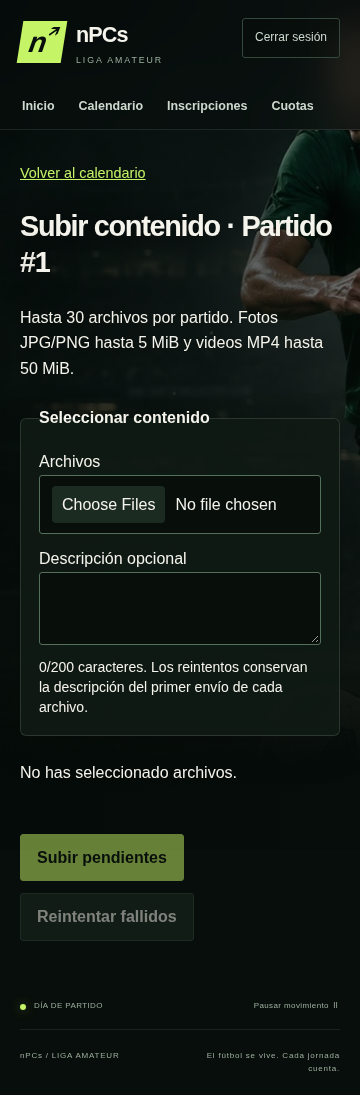 n
nPCs
LIGA AMATEUR
Cerrar sesión
Inicio Calendario Inscripciones Cuotas
Volver al calendario
Subir contenido · Partido
#1
Hasta 30 archivos por partido. Fotos
JPG/PNG hasta 5 MiB y videos MP4 hasta
50 MiB.
Seleccionar contenido
Archivos
Choose Files No file chosen
Descripción opcional
0/200 caracteres. Los reintentos conservan
la descripción del primer envío de cada
archivo.
No has seleccionado archivos.
Subir pendientes
Reintentar fallidos
DÍA DE PARTIDO
Pausar movimiento II
nPCs / LIGA AMATEUR
El fútbol se vive. Cada jornada
cuenta.